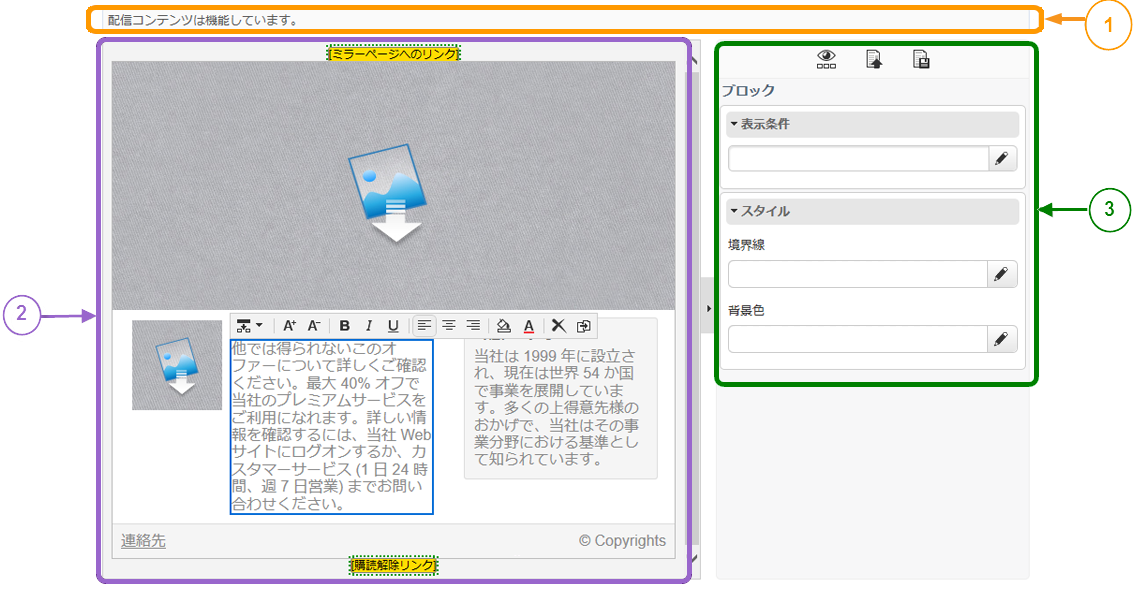 配信コンテンツは機能しています。
1
[ミラーページへのリンク]
ブロック
表示条件
スタイル
境界線
背景色
3
2
A+ A- B I U A
他では得られないこのオ
ファーについて詳しくご確認
ください。最大 40% オフで
当社のプレミアムサービスを
ご利用になれます。詳しい情
報を確認するには、当社 Web
サイトにログオンするか、カ
スタマーサービス (1 日 24 時
間、週 7 日営業) までお問い
合わせください。
当社は 1999 年に設立さ
れ、現在は世界 54 か国
で事業を展開していま
す。多くの上得意先様の
おかげで、当社はその事
業分野における基準とし
て知られています。
連絡先
© Copyrights
[購読解除リンク]